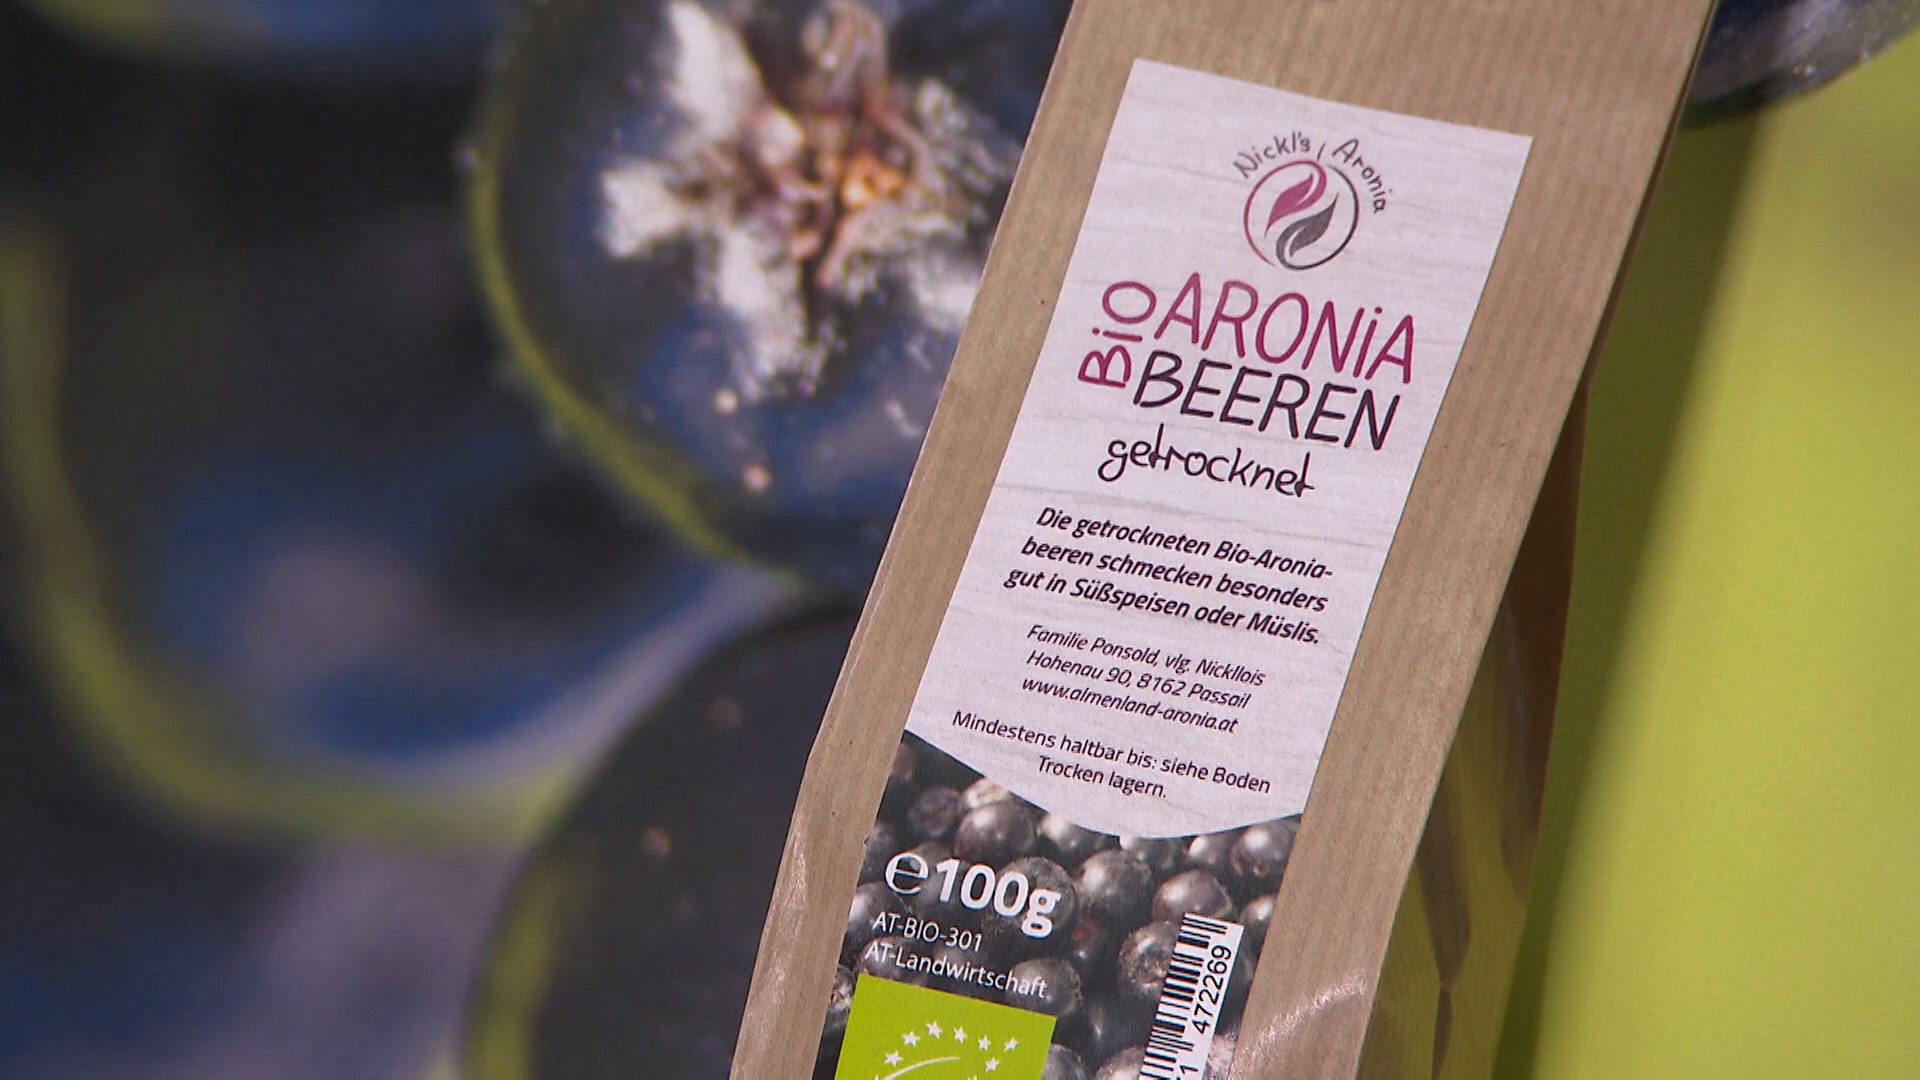 Nickl's Aronia
BiO ARONiA
BEEREN
getrocknet
Die getrockneten Bio-Aronia-
beeren schmecken besonders
gut in Süßspeisen oder Müslis.
Familie Ponsold, vlg. Nickllois
Hohenau 90, 8162 Passail
www.almenland-aronia.at
Mindestens haltbar bis: siehe Boden
Trocken lagern.
℮100g
AT-BIO-301
AT-Landwirtschaft
472269